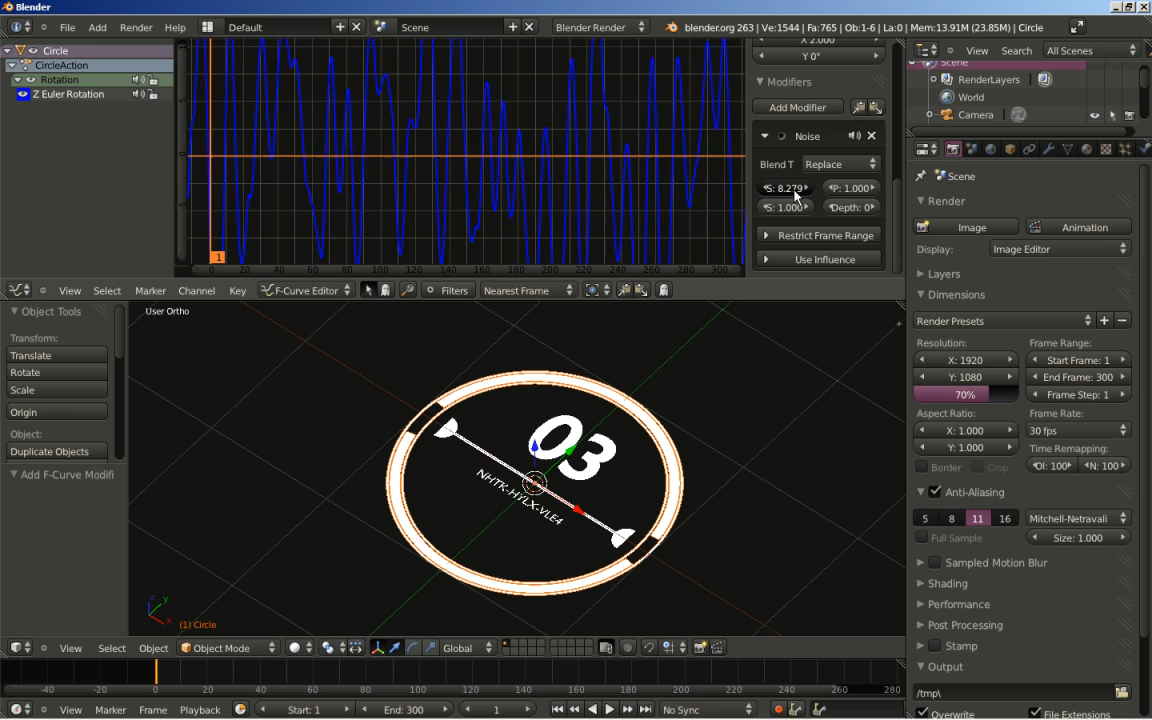 Blender
File Add Render Help
Default
Scene
Blender Render
blender.org 263 | Ve:1544 | Fa:765 | Ob:1-6 | La:0 | Mem:13.91M (23.85M) | Circle
Circle
CircleAction
Rotation
Z Euler Rotation
1
0 20 40 60 80 100 120 140 160 180 200 220 240 260 280 300
X 2.000
Y 0°
Modifiers
Add Modifier
Noise
Blend T Replace
S: 8.279 P: 1.000
S: 1.000 Depth: 0
Restrict Frame Range
Use Influence
View Select Marker Channel Key F-Curve Editor Filters Nearest Frame
View Search All Scenes
Scene
RenderLayers
World
Camera
Scene
Render
Image Animation
Display: Image Editor
Layers
Dimensions
Render Presets
Resolution: Frame Range:
X: 1920 Start Frame: 1
Y: 1080 End Frame: 300
70% Frame Step: 1
Aspect Ratio: Frame Rate:
X: 1.000 30 fps
Y: 1.000 Time Remapping:
Border Crop OI: 100 N: 100
Anti-Aliasing
5 8 11 16 Mitchell-Netravali
Full Sample Size: 1.000
Sampled Motion Blur
Shading
Performance
Post Processing
Stamp
Output
/tmp\
Overwrite File Extensions
Object Tools
Transform:
Translate
Rotate
Scale
Origin
Object:
Duplicate Objects
Add F-Curve Modifi
User Ortho
03
NHTK-HYLX-VLE4
z y x
(1) Circle
View Select Object Object Mode Global
-40 -20 0 20 40 60 80 100 120 140 160 180 200 220 240 260 280
View Marker Frame Playback Start: 1 End: 300 1 No Sync